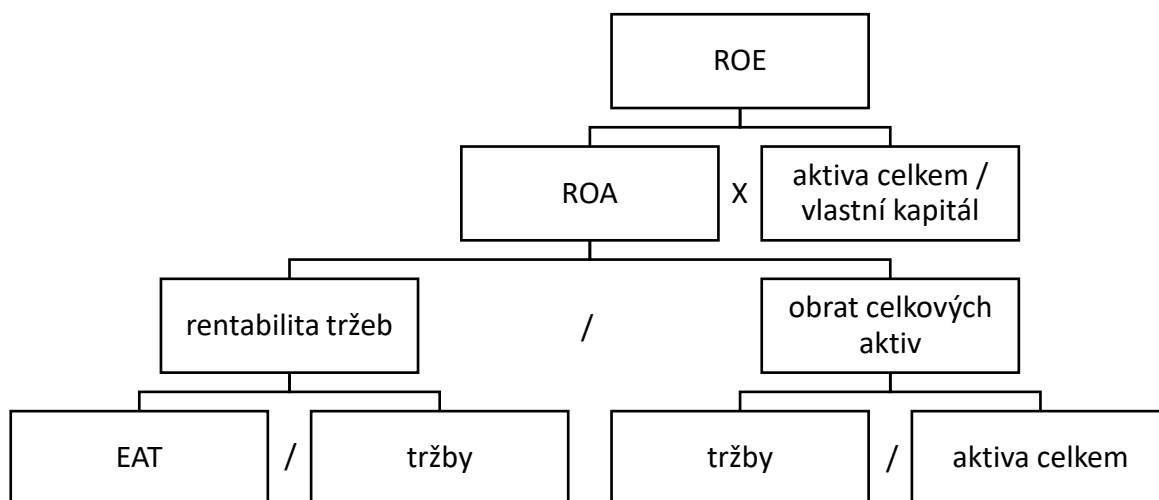 ROE
ROA
X
aktiva celkem /
vlastní kapitál
rentabilita tržeb
/
obrat celkových
aktiv
EAT
/
tržby
tržby
/
aktiva celkem